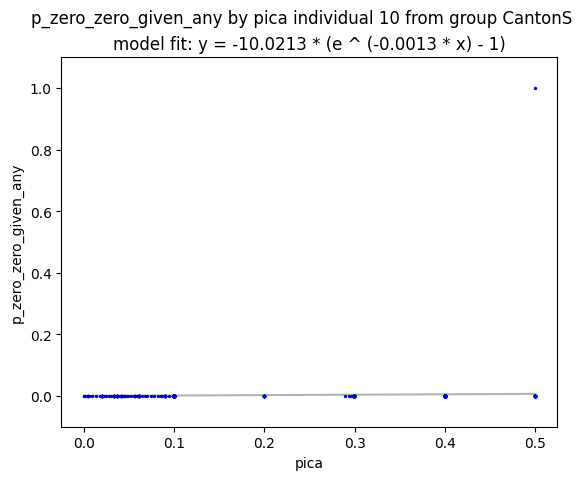 p_zero_zero_given_any by pica individual 10 from group CantonS
model fit: y = -10.0213 * (e ^ (-0.0013 * x) - 1)
1.0
0.8
0.6
0.4
0.2
0.0
p_zero_zero_given_any
0.0 0.1 0.2 0.3 0.4 0.5
pica